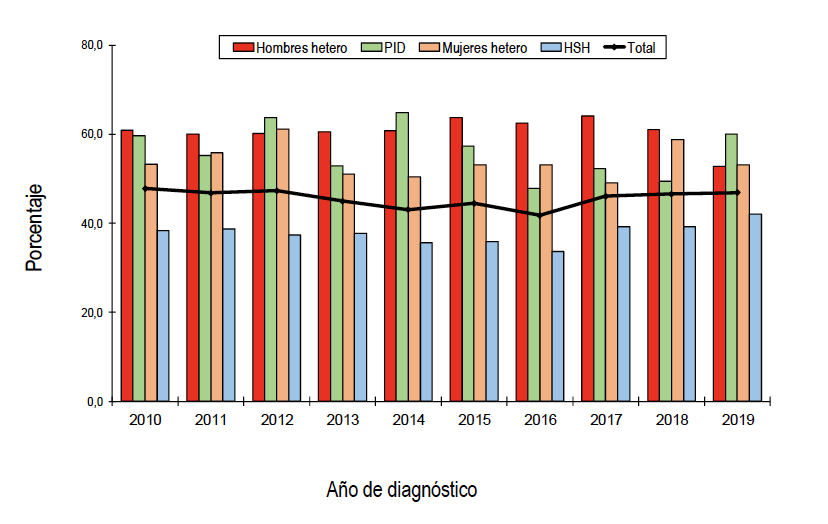 80,0
Hombres hetero PID Mujeres hetero HSH Total
60,0
40,0
20,0
0,0
Porcentaje
2010 2011 2012 2013 2014 2015 2016 2017 2018 2019
Año de diagnóstico